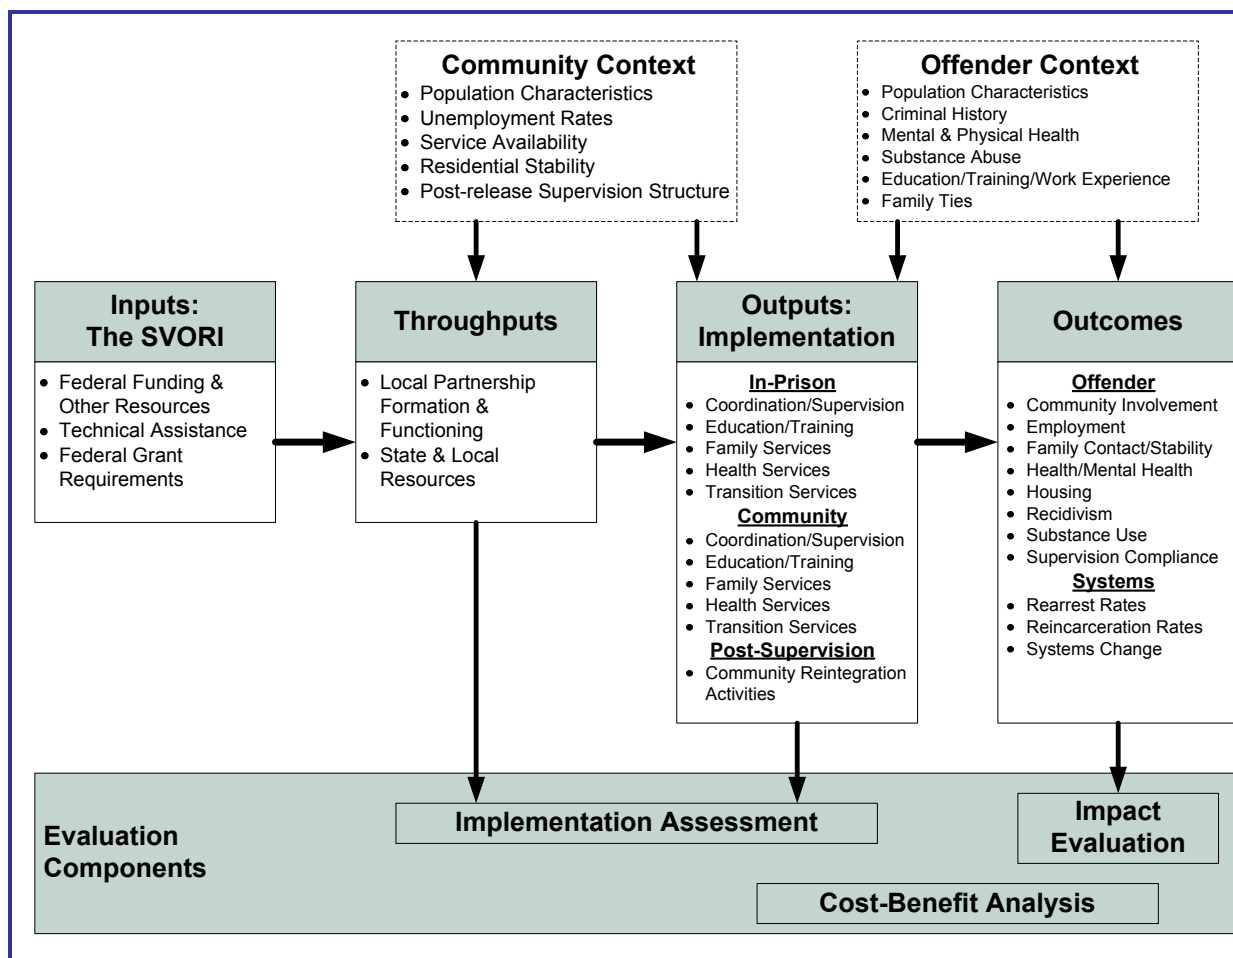 Community Context
• Population Characteristics
• Unemployment Rates
• Service Availability
• Residential Stability
• Post-release Supervision Structure
Offender Context
• Population Characteristics
• Criminal History
• Mental & Physical Health
• Substance Abuse
• Education/Training/Work Experience
• Family Ties
Inputs:
The SVORI
• Federal Funding &
Other Resources
• Technical Assistance
• Federal Grant
Requirements
Throughputs
• Local Partnership
Formation &
Functioning
• State & Local
Resources
Outputs:
Implementation
In-Prison
• Coordination/Supervision
• Education/Training
• Family Services
• Health Services
• Transition Services
Community
• Coordination/Supervision
• Education/Training
• Family Services
• Health Services
• Transition Services
Post-Supervision
• Community Reintegration
Activities
Outcomes
Offender
• Community Involvement
• Employment
• Family Contact/Stability
• Health/Mental Health
• Housing
• Recidivism
• Substance Use
• Supervision Compliance
Systems
• Rearrest Rates
• Reincarceration Rates
• Systems Change
Evaluation
Components
Implementation Assessment
Impact
Evaluation
Cost-Benefit Analysis